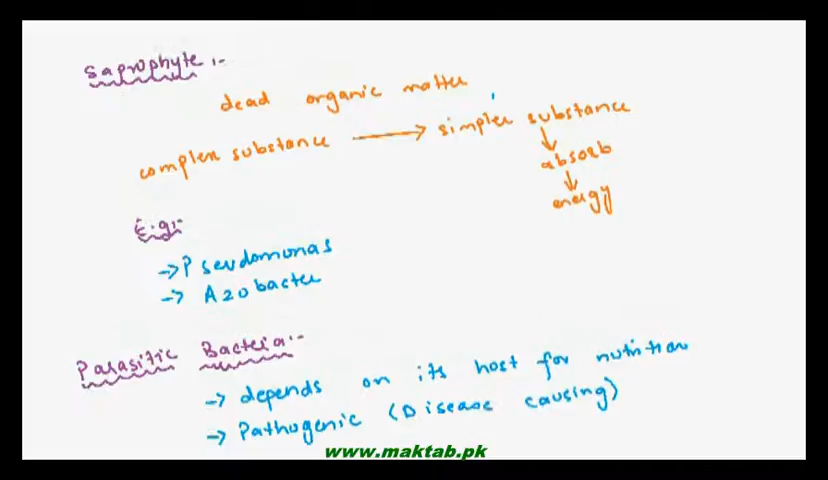 Saprophyte :-
dead organic matter
complex substance → simpler substance
↓
absorb
↓
energy
E.g:-
→ Pseudomonas
→ Azobacter
Parasitic Bacteria:-
→ depends on its host for nutrition
→ Pathogenic (Disease causing)
www.maktab.pk